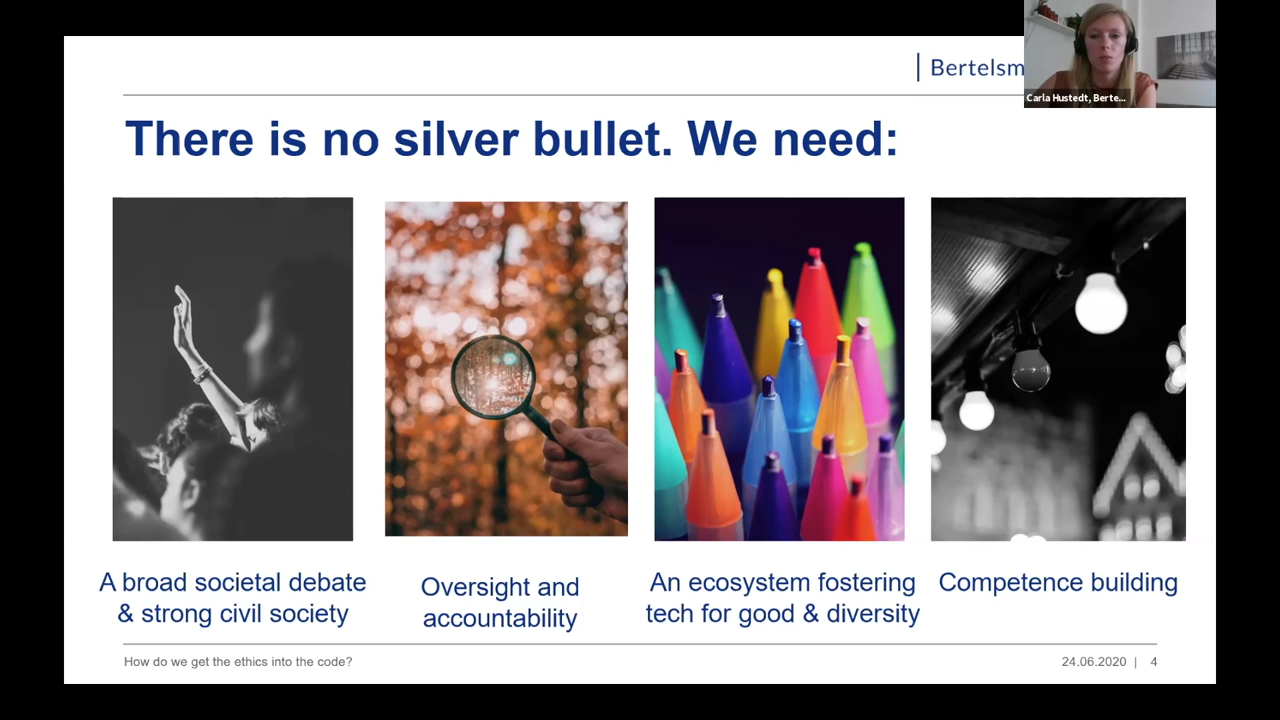 Bertelsm
Carla Hustedt, Berte...
There is no silver bullet. We need:
A broad societal debate
& strong civil society
Oversight and
accountability
An ecosystem fostering
tech for good & diversity
Competence building
How do we get the ethics into the code?
24.06.2020 | 4